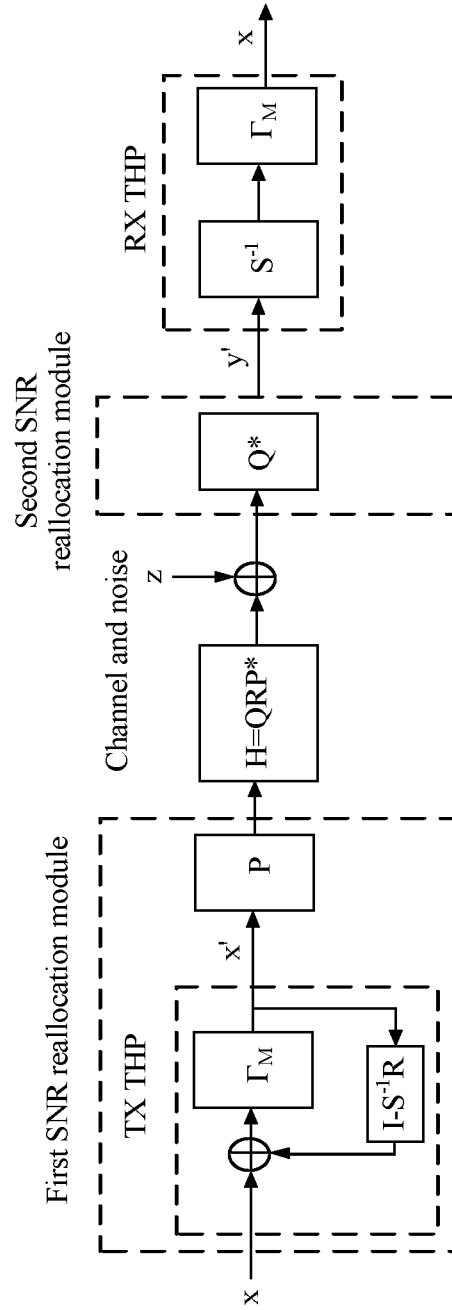 First SNR reallocation module
TX THP
x
Γ_M
I-S⁻¹R
x'
P
Channel and noise
H=QRP*
z
Second SNR
reallocation module
Q*
y'
RX THP
S⁻¹
Γ_M
x